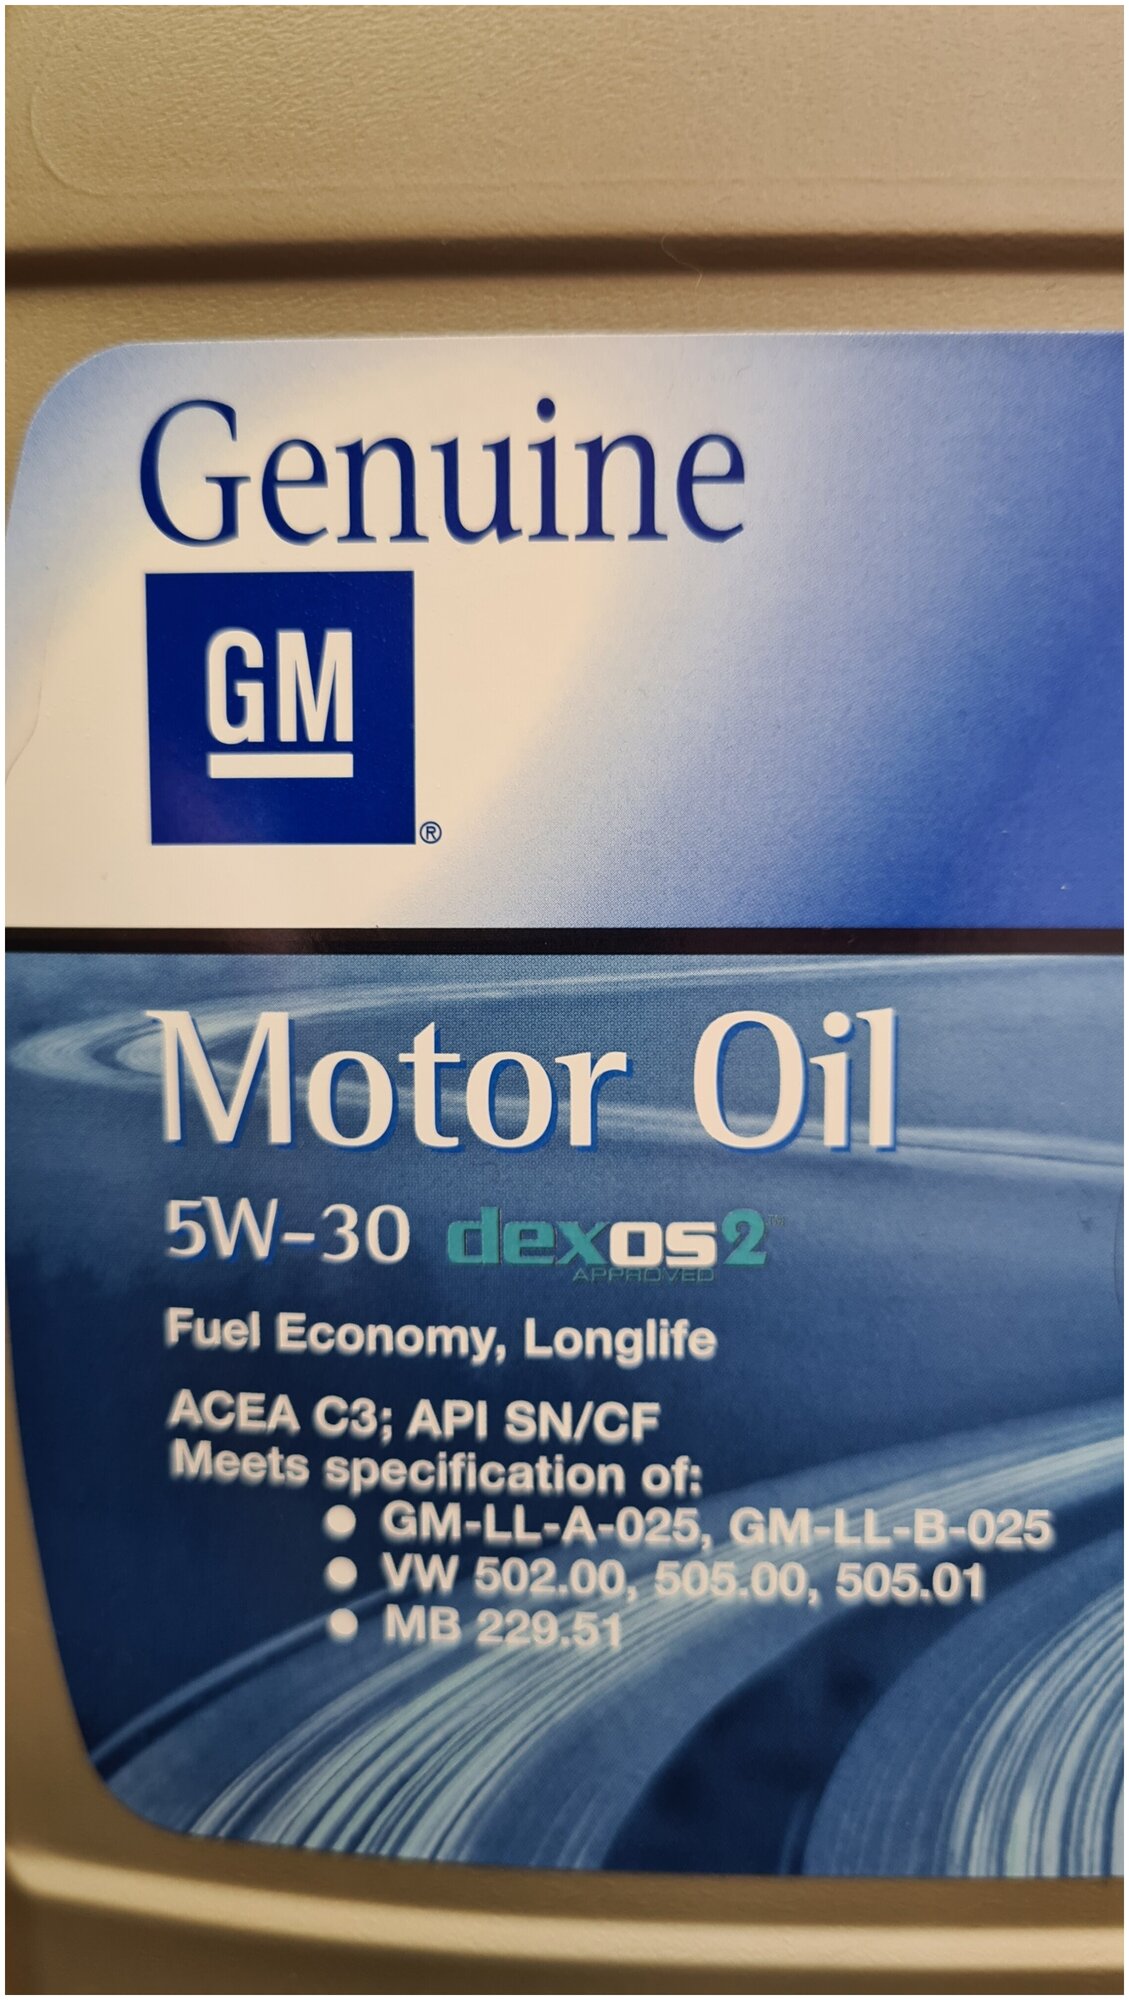 Genuine
GM
®
Motor Oil
5W-30 dexos2™
APPROVED
Fuel Economy, Longlife
ACEA C3; API SN/CF
Meets specification of:
● GM-LL-A-025, GM-LL-B-025
● VW 502.00, 505.00, 505.01
● MB 229.51